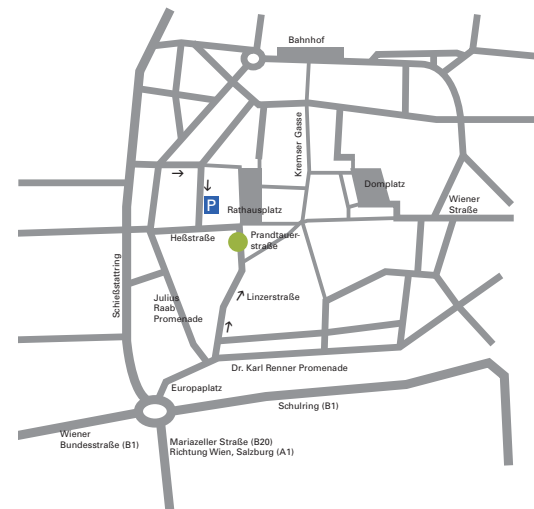 Bahnhof
Kremser Gasse
Domplatz
Wiener
Straße
P
Rathausplatz
Heßstraße
Prandtauer-
straße
Schießstattring
Julius
Raab
Promenade
Linzerstraße
Dr. Karl Renner Promenade
Europaplatz
Schulring (B1)
Wiener
Bundesstraße (B1)
Mariazeller Straße (B20)
Richtung Wien, Salzburg (A1)